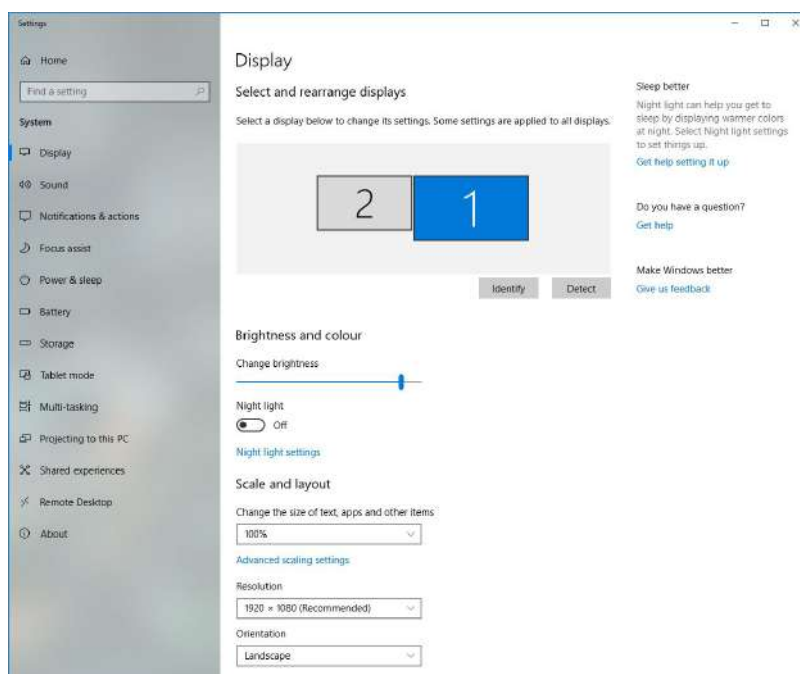 Settings
Home
Find a setting
System
Display
Sound
Notifications & actions
Focus assist
Power & sleep
Battery
Storage
Tablet mode
Multi-tasking
Projecting to this PC
Shared experiences
Remote Desktop
About
Display
Select and rearrange displays
Select a display below to change its settings. Some settings are applied to all displays.
2
1
Identify
Detect
Brightness and colour
Change brightness
Night light
Off
Night light settings
Scale and layout
Change the size of text, apps and other items
100%
Advanced scaling settings
Resolution
1920 × 1080 (Recommended)
Orientation
Landscape
Sleep better
Night light can help you get to
sleep by displaying warmer colors
at night. Select Night light settings
to set things up.
Get help setting it up
Do you have a question?
Get help
Make Windows better
Give us feedback